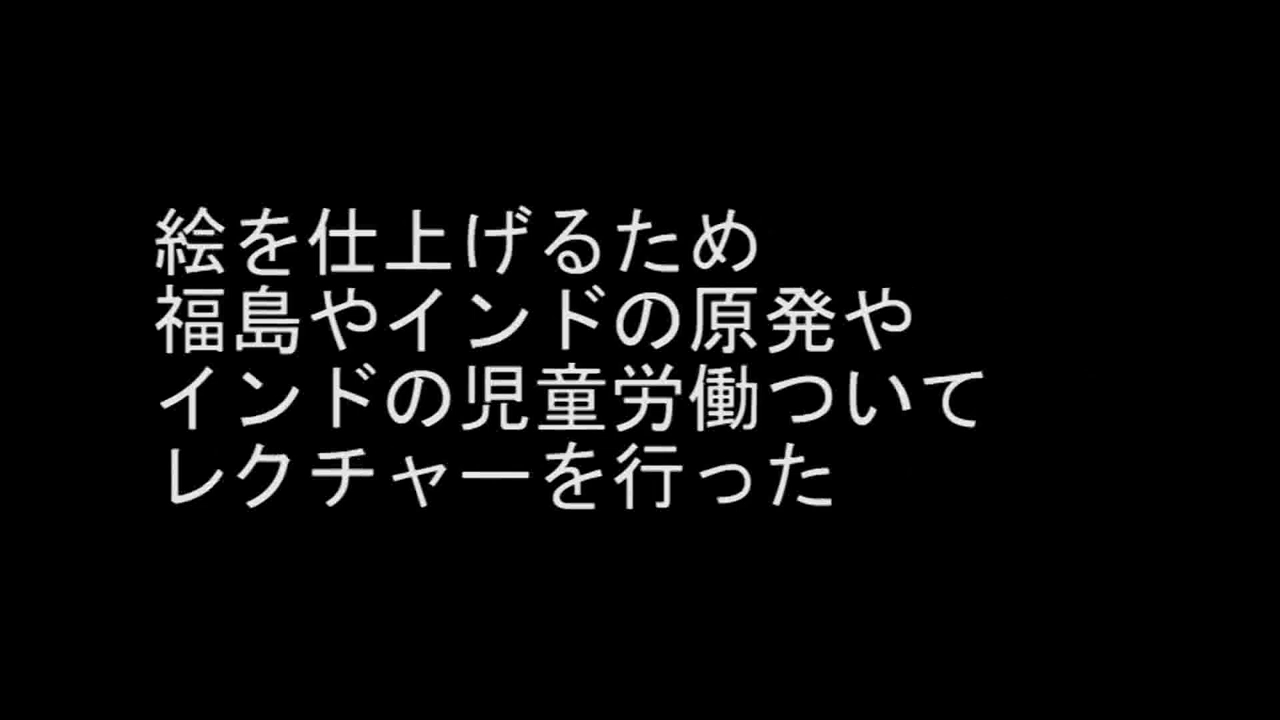 絵を仕上げるため
福島やインドの原発や
インドの児童労働ついて
レクチャーを行った